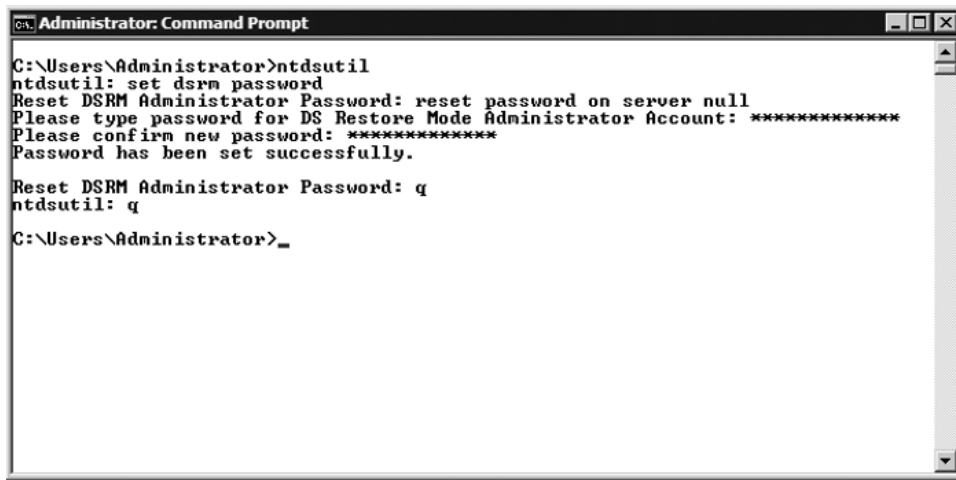 Administrator: Command Prompt
C:\Users\Administrator>ntdsutil
ntdsutil: set dsrm password
Reset DSRM Administrator Password: reset password on server null
Please type password for DS Restore Mode Administrator Account: *************
Please confirm new password: *************
Password has been set successfully.
Reset DSRM Administrator Password: q
ntdsutil: q
C:\Users\Administrator>_